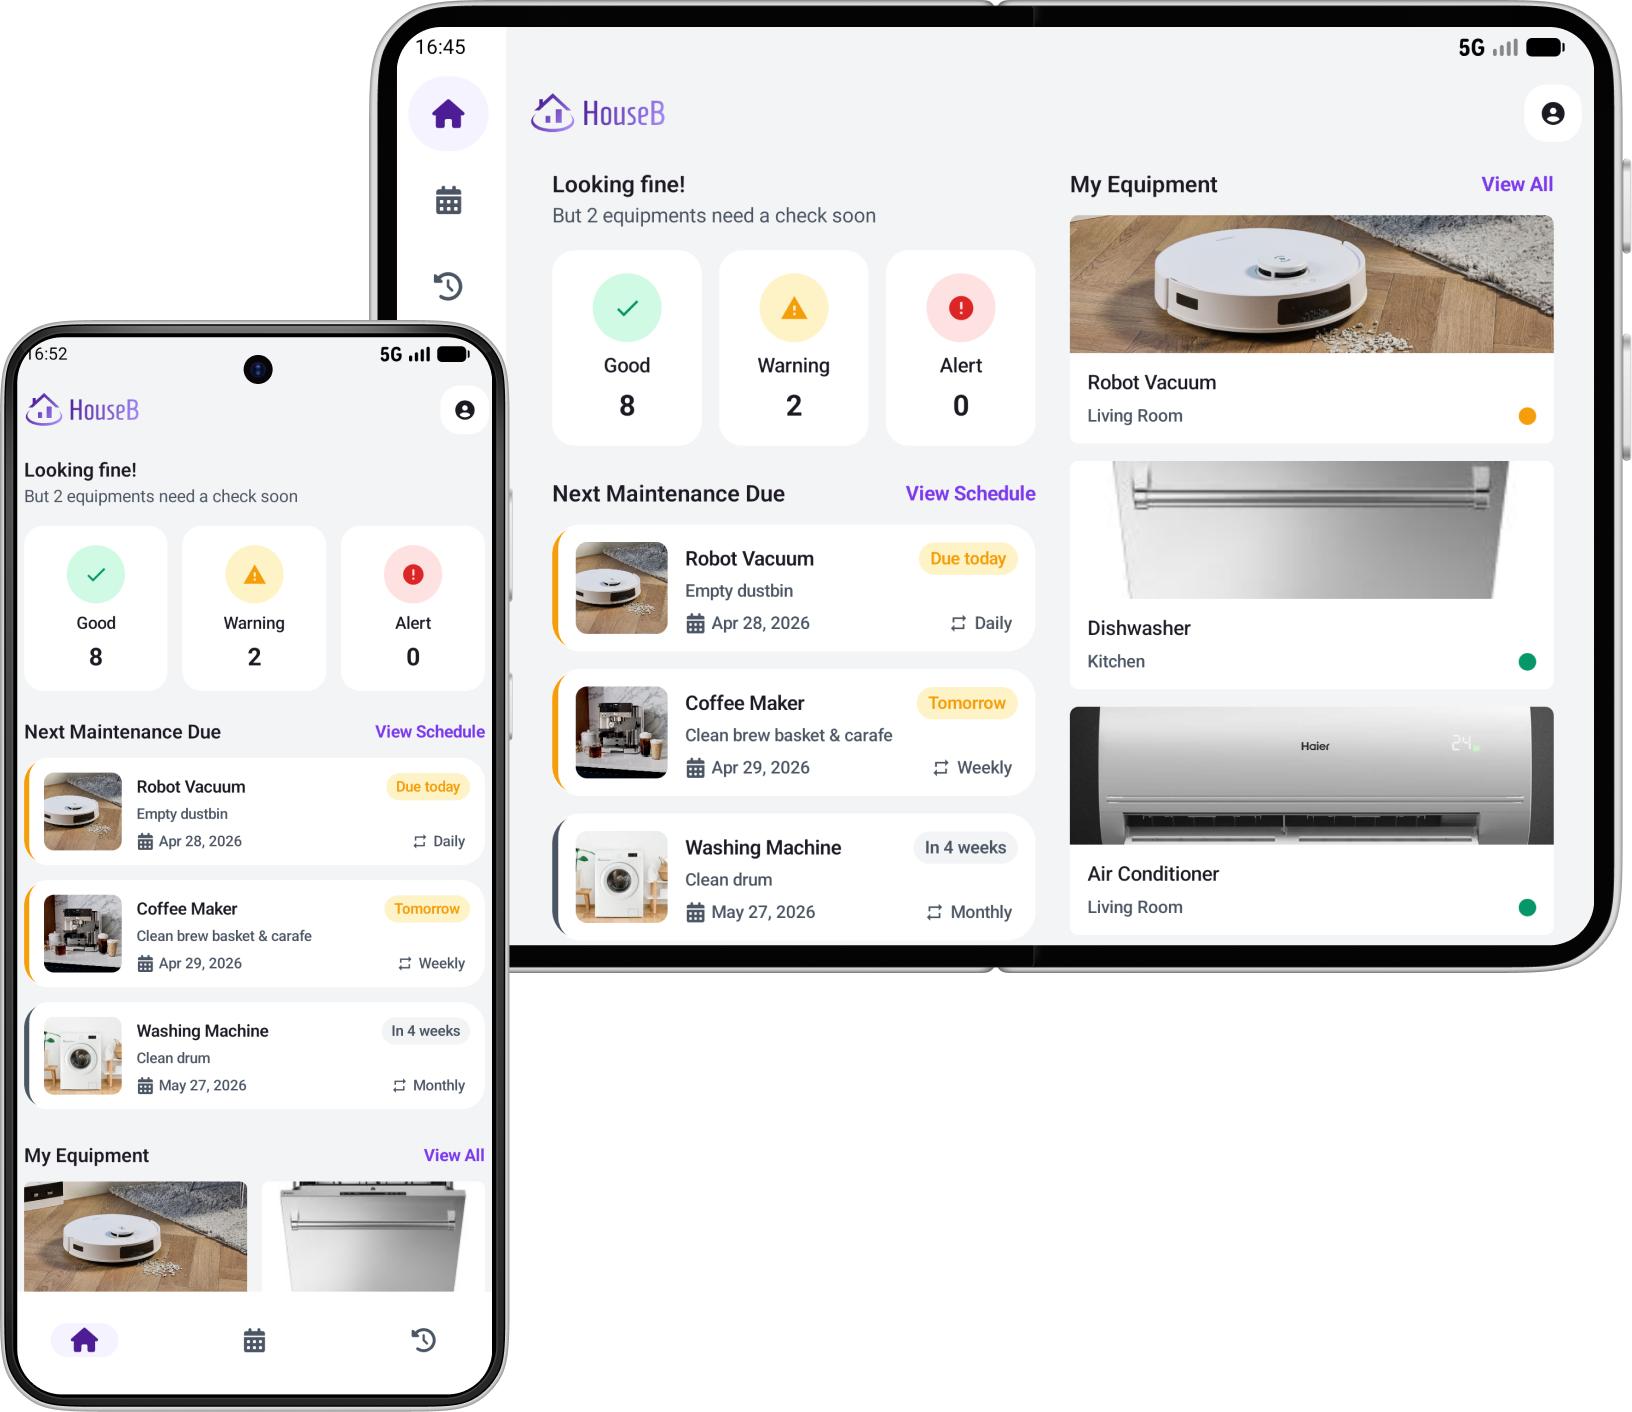 16:45
5G
HouseB
Looking fine!
But 2 equipments need a check soon
Good
8
Warning
2
Alert
0
Next Maintenance Due
View Schedule
Robot Vacuum
Due today
Empty dustbin
Apr 28, 2026
Daily
Coffee Maker
Tomorrow
Clean brew basket & carafe
Apr 29, 2026
Weekly
Washing Machine
In 4 weeks
Clean drum
May 27, 2026
Monthly
My Equipment
View All
Robot Vacuum
Living Room
Dishwasher
Kitchen
Haier
24
Air Conditioner
Living Room
16:52
5G
HouseB
Looking fine!
But 2 equipments need a check soon
Good
8
Warning
2
Alert
0
Next Maintenance Due
View Schedule
Robot Vacuum
Due today
Empty dustbin
Apr 28, 2026
Daily
Coffee Maker
Tomorrow
Clean brew basket & carafe
Apr 29, 2026
Weekly
Washing Machine
In 4 weeks
Clean drum
May 27, 2026
Monthly
My Equipment
View All